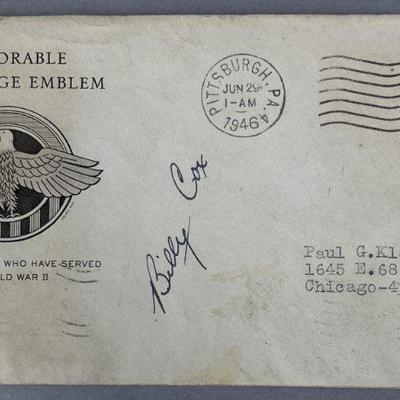 ORABLE
GE EMBLEM
WHO HAVE SERVED
LD WAR II
PITTSBURGH, PA. 4
JUN 29
1-AM
1946
Billy Cox
Paul G. Kl
1645 E. 68
Chicago-4